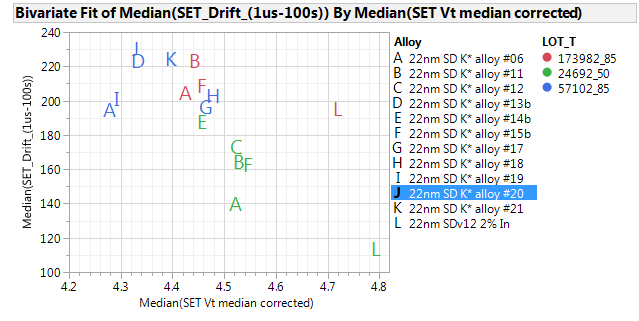 Bivariate Fit of Median(SET_Drift_(1us-100s)) By Median(SET Vt median corrected)
Median(SET_Drift_(1us-100s))
240
220
200
180
160
140
120
100
J
D
K
B
I
A
A
F
H
G
E
L
C
B F
A
L
4.2 4.3 4.4 4.5 4.6 4.7 4.8
Median(SET Vt median corrected)
Alloy
A 22nm SD K* alloy #06
B 22nm SD K* alloy #11
C 22nm SD K* alloy #12
D 22nm SD K* alloy #13b
E 22nm SD K* alloy #14b
F 22nm SD K* alloy #15b
G 22nm SD K* alloy #17
H 22nm SD K* alloy #18
I 22nm SD K* alloy #19
J 22nm SD K* alloy #20
K 22nm SD K* alloy #21
L 22nm SDv12 2% In
LOT_T
173982_85
24692_50
57102_85